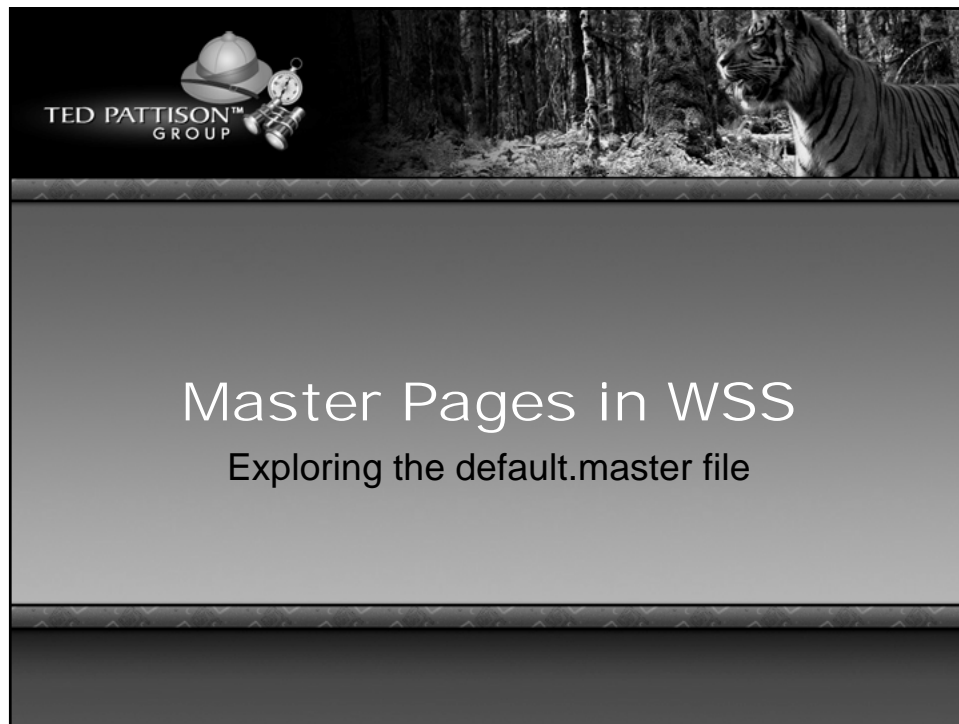 TED PATTISON™
GROUP
Master Pages in WSS
Exploring the default.master file